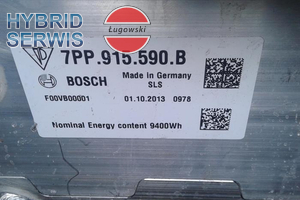 HYBRID
SERWIS
Ługowski
7PP.915.590.B
BOSCH
Made in Germany
SLS
F00VB00001
01.10.2013 0978
Nominal Energy content 9400Wh